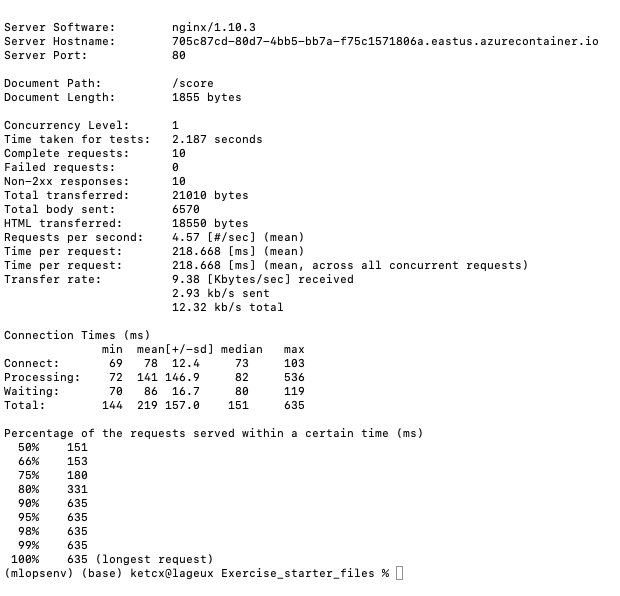 Server Software: nginx/1.10.3
Server Hostname: 705c87cd-80d7-4bb5-bb7a-f75c1571806a.eastus.azurecontainer.io
Server Port: 80
Document Path: /score
Document Length: 1855 bytes
Concurrency Level: 1
Time taken for tests: 2.187 seconds
Complete requests: 10
Failed requests: 0
Non-2xx responses: 10
Total transferred: 21010 bytes
Total body sent: 6570
HTML transferred: 18550 bytes
Requests per second: 4.57 [#/sec] (mean)
Time per request: 218.668 [ms] (mean)
Time per request: 218.668 [ms] (mean, across all concurrent requests)
Transfer rate: 9.38 [Kbytes/sec] received
2.93 kb/s sent
12.32 kb/s total
Connection Times (ms)
min mean[+/-sd] median max
Connect: 69 78 12.4 73 103
Processing: 72 141 146.9 82 536
Waiting: 70 86 16.7 80 119
Total: 144 219 157.0 151 635
Percentage of the requests served within a certain time (ms)
50% 151
66% 153
75% 180
80% 331
90% 635
95% 635
98% 635
99% 635
100% 635 (longest request)
(mlopsenv) (base) ketcx@lageux Exercise_starter_files %